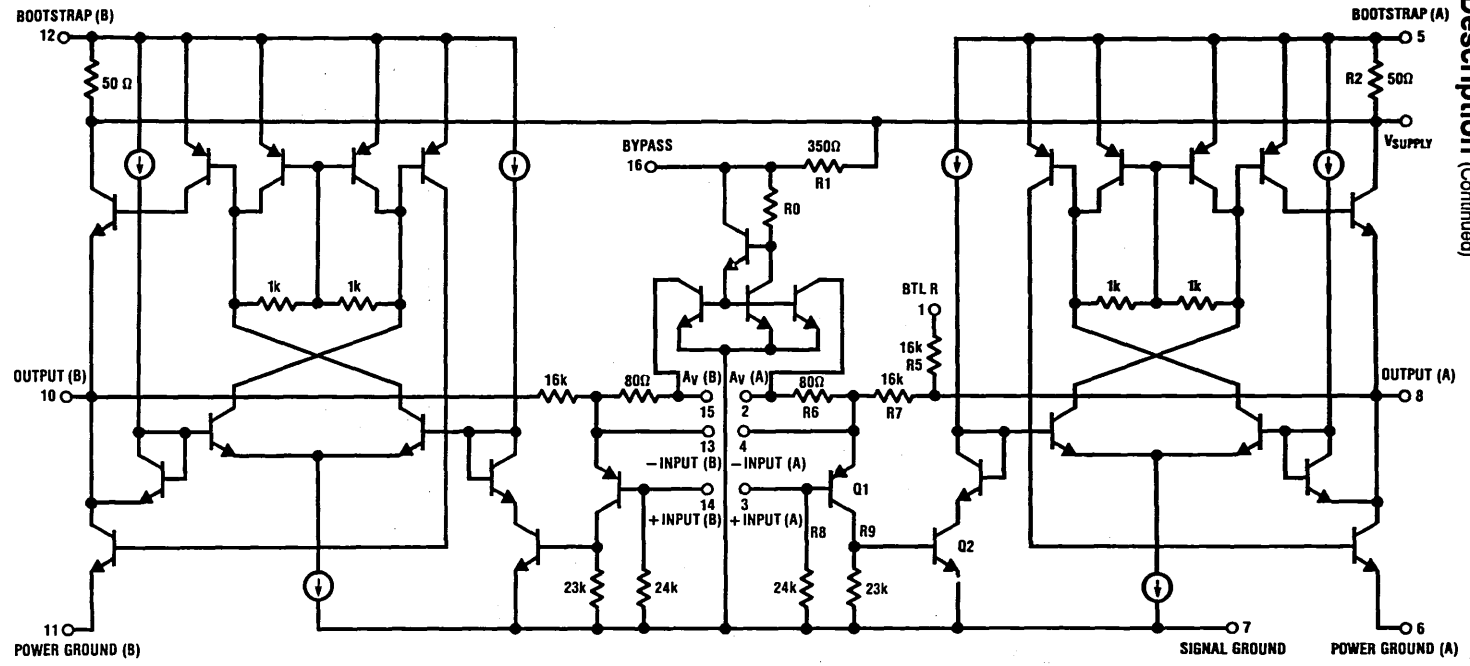 BOOTSTRAP (B)
12
50 Ω
BOOTSTRAP (A)
5
R2 50Ω
Description (Continued)
VSUPPLY
BYPASS
16
350Ω
R1
R0
1k 1k
BTL R
1
16k
R5
1k 1k
OUTPUT (B)
10
16k
80Ω
AV (B)
15
AV (A)
2
80Ω
R6
16k
R7
OUTPUT (A)
8
13
4
−INPUT (B)
−INPUT (A)
14
3
+INPUT (B)
+INPUT (A)
Q1
R8
R9
Q2
23k
24k
24k
23k
11
POWER GROUND (B)
7
SIGNAL GROUND
6
POWER GROUND (A)